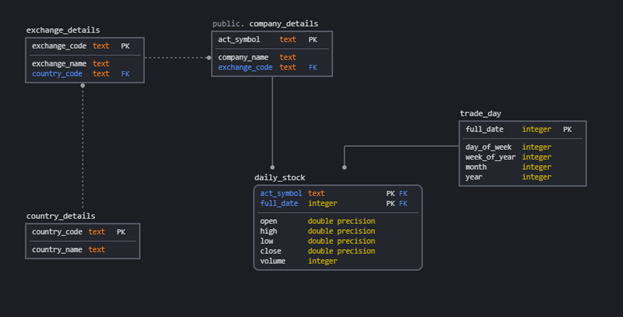 exchange_details
exchange_code text PK
exchange_name text
country_code text FK
public. company_details
act_symbol text PK
company_name text
exchange_code text FK
trade_day
full_date integer PK
day_of_week integer
week_of_year integer
month integer
year integer
daily_stock
act_symbol text PK FK
full_date integer PK FK
open double precision
high double precision
low double precision
close double precision
volume integer
country_details
country_code text PK
country_name text